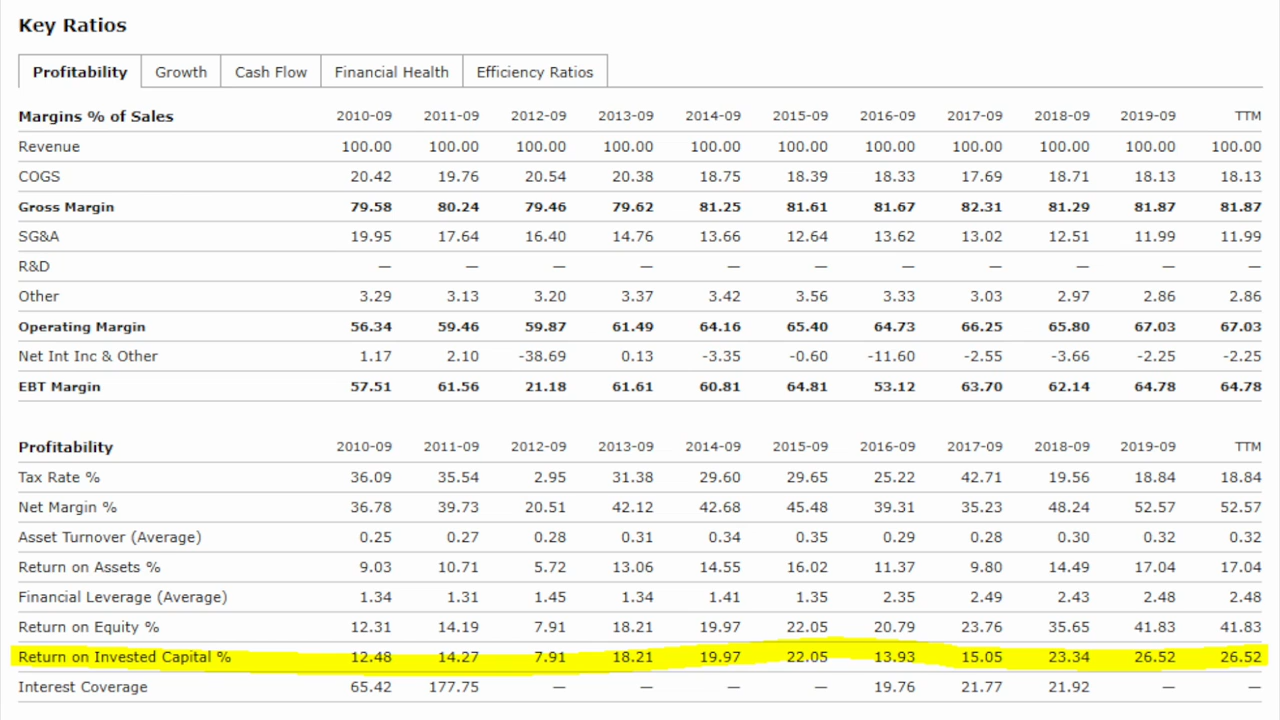 Key Ratios
Profitability Growth Cash Flow Financial Health Efficiency Ratios
Margins % of Sales 2010-09 2011-09 2012-09 2013-09 2014-09 2015-09 2016-09 2017-09 2018-09 2019-09 TTM
Revenue 100.00 100.00 100.00 100.00 100.00 100.00 100.00 100.00 100.00 100.00 100.00
COGS 20.42 19.76 20.54 20.38 18.75 18.39 18.33 17.69 18.71 18.13 18.13
Gross Margin 79.58 80.24 79.46 79.62 81.25 81.61 81.67 82.31 81.29 81.87 81.87
SG&A 19.95 17.64 16.40 14.76 13.66 12.64 13.62 13.02 12.51 11.99 11.99
R&D — — — — — — — — — — —
Other 3.29 3.13 3.20 3.37 3.42 3.56 3.33 3.03 2.97 2.86 2.86
Operating Margin 56.34 59.46 59.87 61.49 64.16 65.40 64.73 66.25 65.80 67.03 67.03
Net Int Inc & Other 1.17 2.10 -38.69 0.13 -3.35 -0.60 -11.60 -2.55 -3.66 -2.25 -2.25
EBT Margin 57.51 61.56 21.18 61.61 60.81 64.81 53.12 63.70 62.14 64.78 64.78
Profitability 2010-09 2011-09 2012-09 2013-09 2014-09 2015-09 2016-09 2017-09 2018-09 2019-09 TTM
Tax Rate % 36.09 35.54 2.95 31.38 29.60 29.65 25.22 42.71 19.56 18.84 18.84
Net Margin % 36.78 39.73 20.51 42.12 42.68 45.48 39.31 35.23 48.24 52.57 52.57
Asset Turnover (Average) 0.25 0.27 0.28 0.31 0.34 0.35 0.29 0.28 0.30 0.32 0.32
Return on Assets % 9.03 10.71 5.72 13.06 14.55 16.02 11.37 9.80 14.49 17.04 17.04
Financial Leverage (Average) 1.34 1.31 1.45 1.34 1.41 1.35 2.35 2.49 2.43 2.48 2.48
Return on Equity % 12.31 14.19 7.91 18.21 19.97 22.05 20.79 23.76 35.65 41.83 41.83
Return on Invested Capital % 12.48 14.27 7.91 18.21 19.97 22.05 13.93 15.05 23.34 26.52 26.52
Interest Coverage 65.42 177.75 — — — — 19.76 21.77 21.92 — —